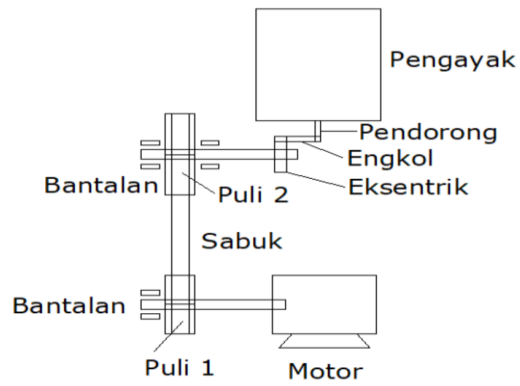 Pengayak
Pendorong
Engkol
Eksentrik
Bantalan
Puli 2
Sabuk
Bantalan
Puli 1
Motor